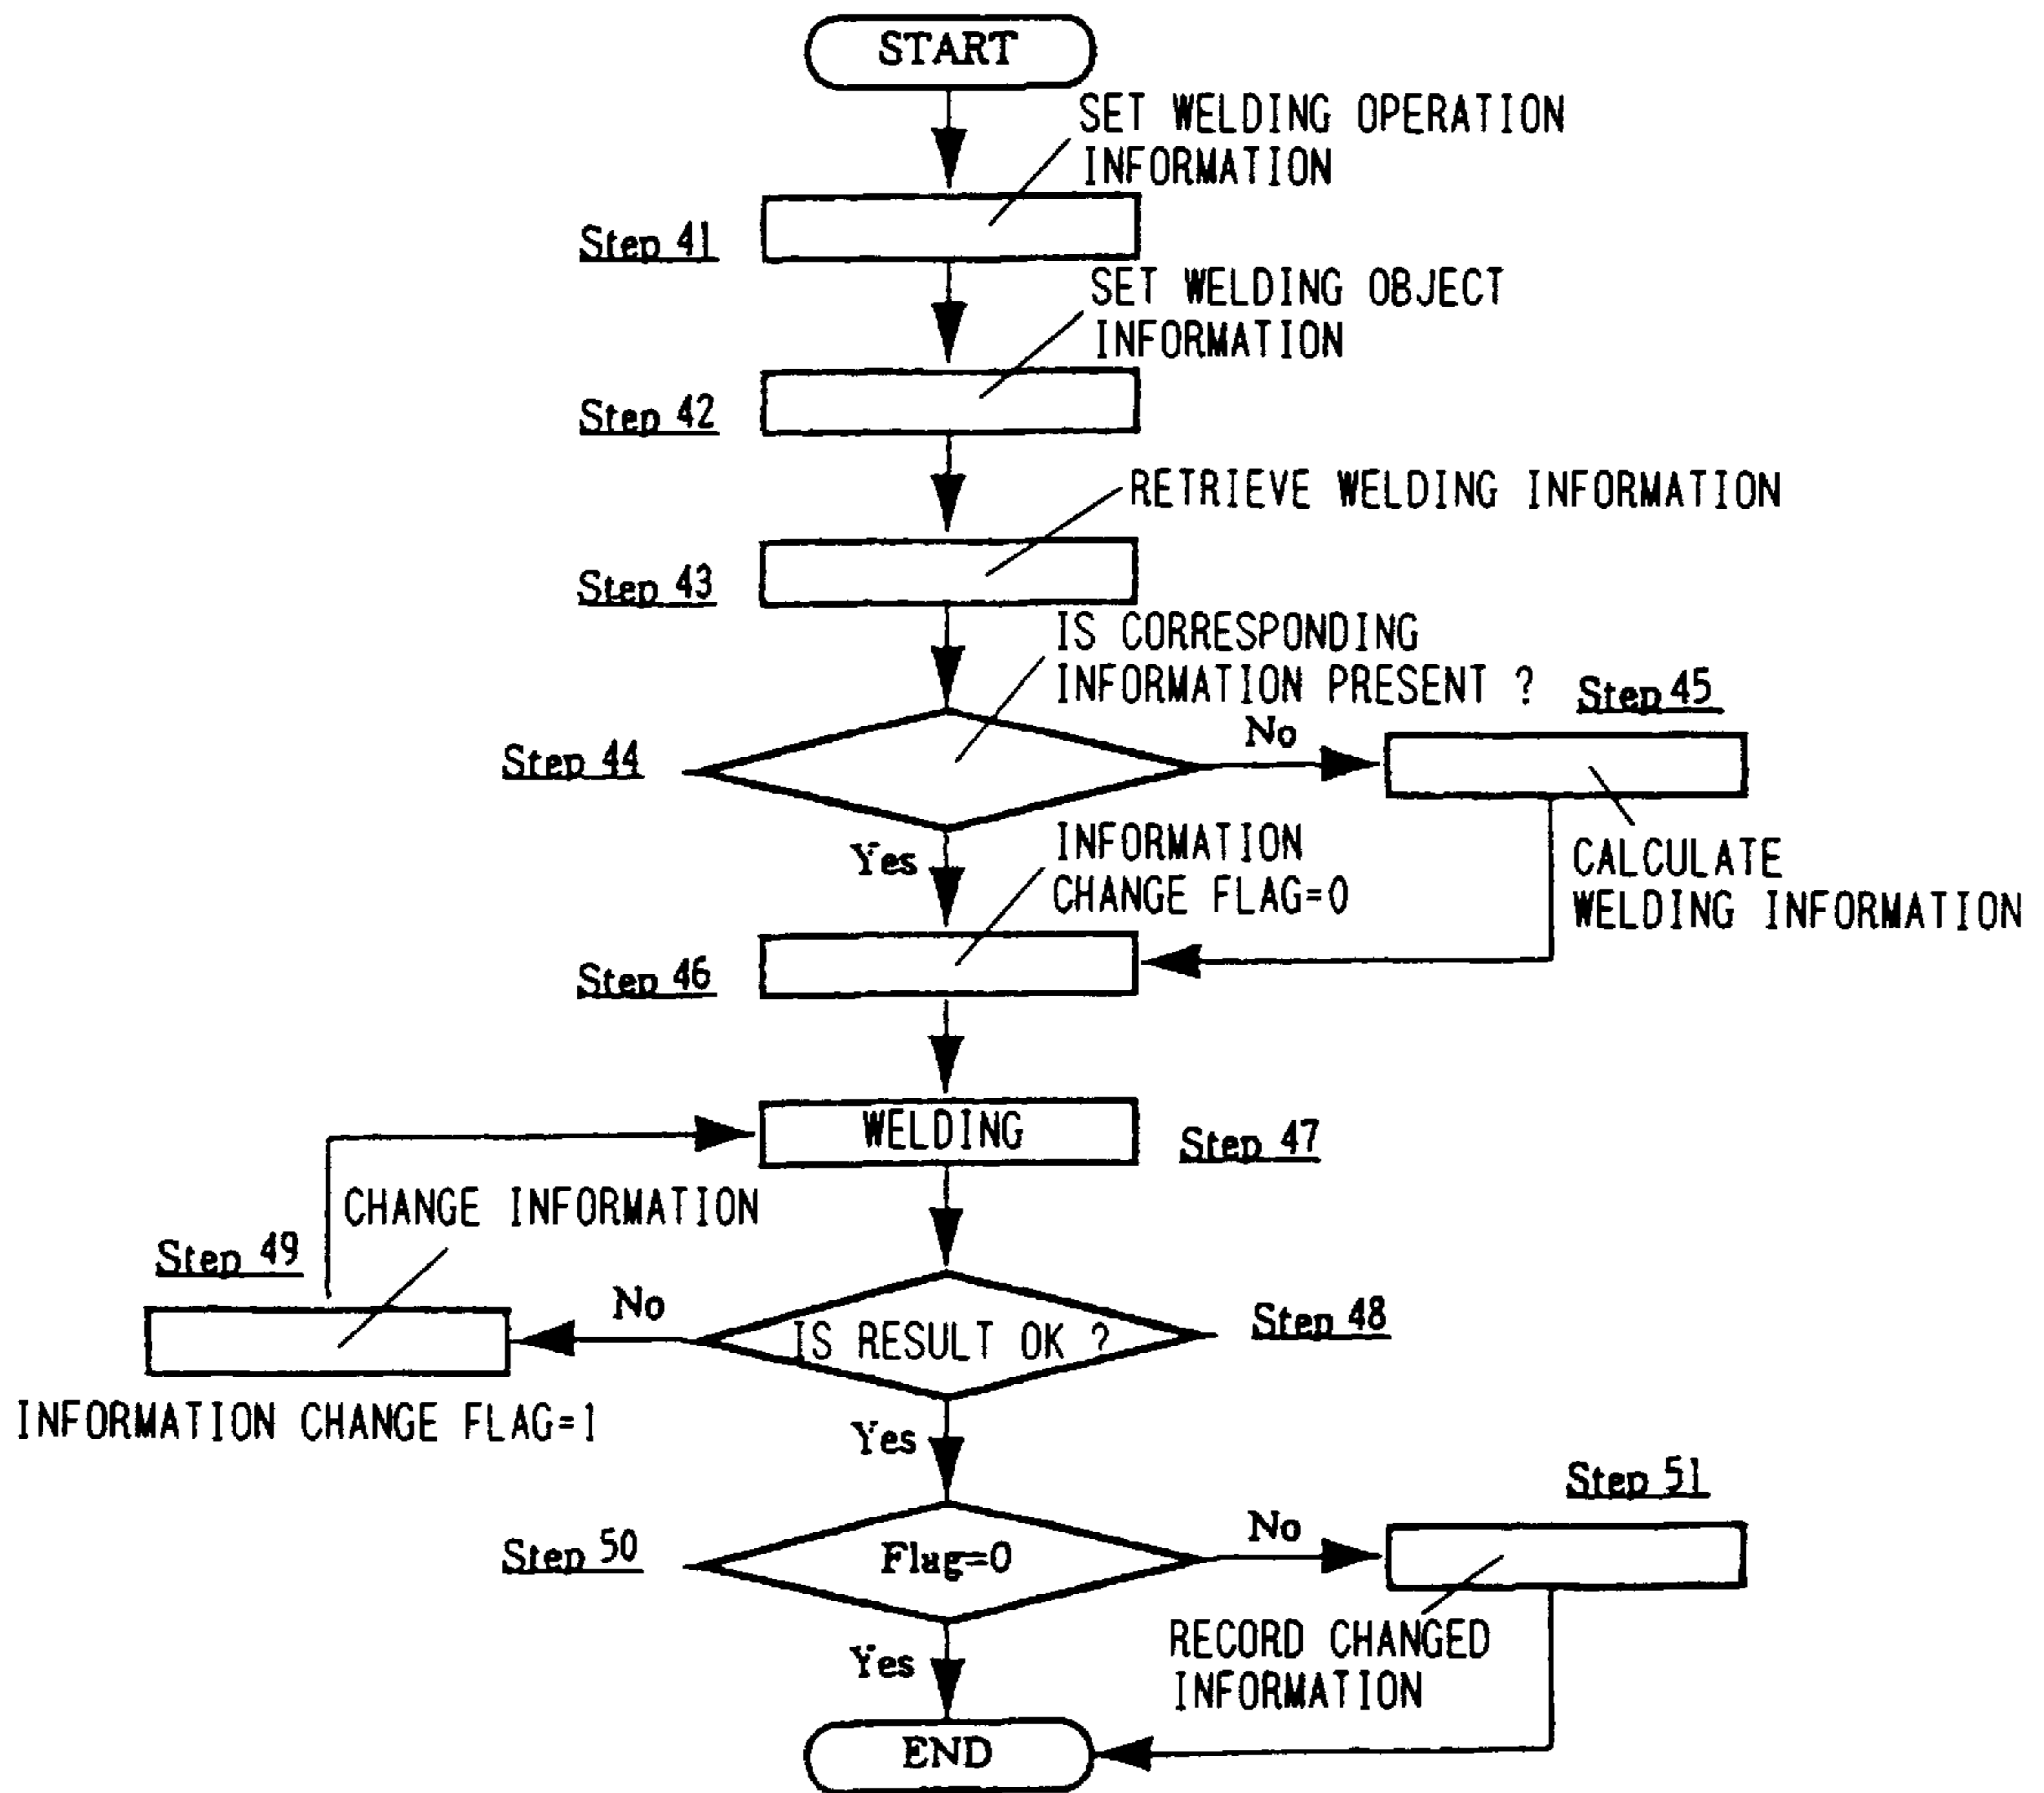 START
SET WELDING OPERATION
INFORMATION
Step 41
SET WELDING OBJECT
INFORMATION
Step 42
RETRIEVE WELDING INFORMATION
Step 43
IS CORRESPONDING
INFORMATION PRESENT ?
Step 44
No
Step 45
CALCULATE
WELDING INFORMATION
Yes
INFORMATION
CHANGE FLAG=0
Step 46
WELDING
Step 47
CHANGE INFORMATION
Step 49
No
IS RESULT OK ?
Step 48
INFORMATION CHANGE FLAG=1
Yes
Step 50
Flag=0
No
Step 51
RECORD CHANGED
INFORMATION
Yes
END